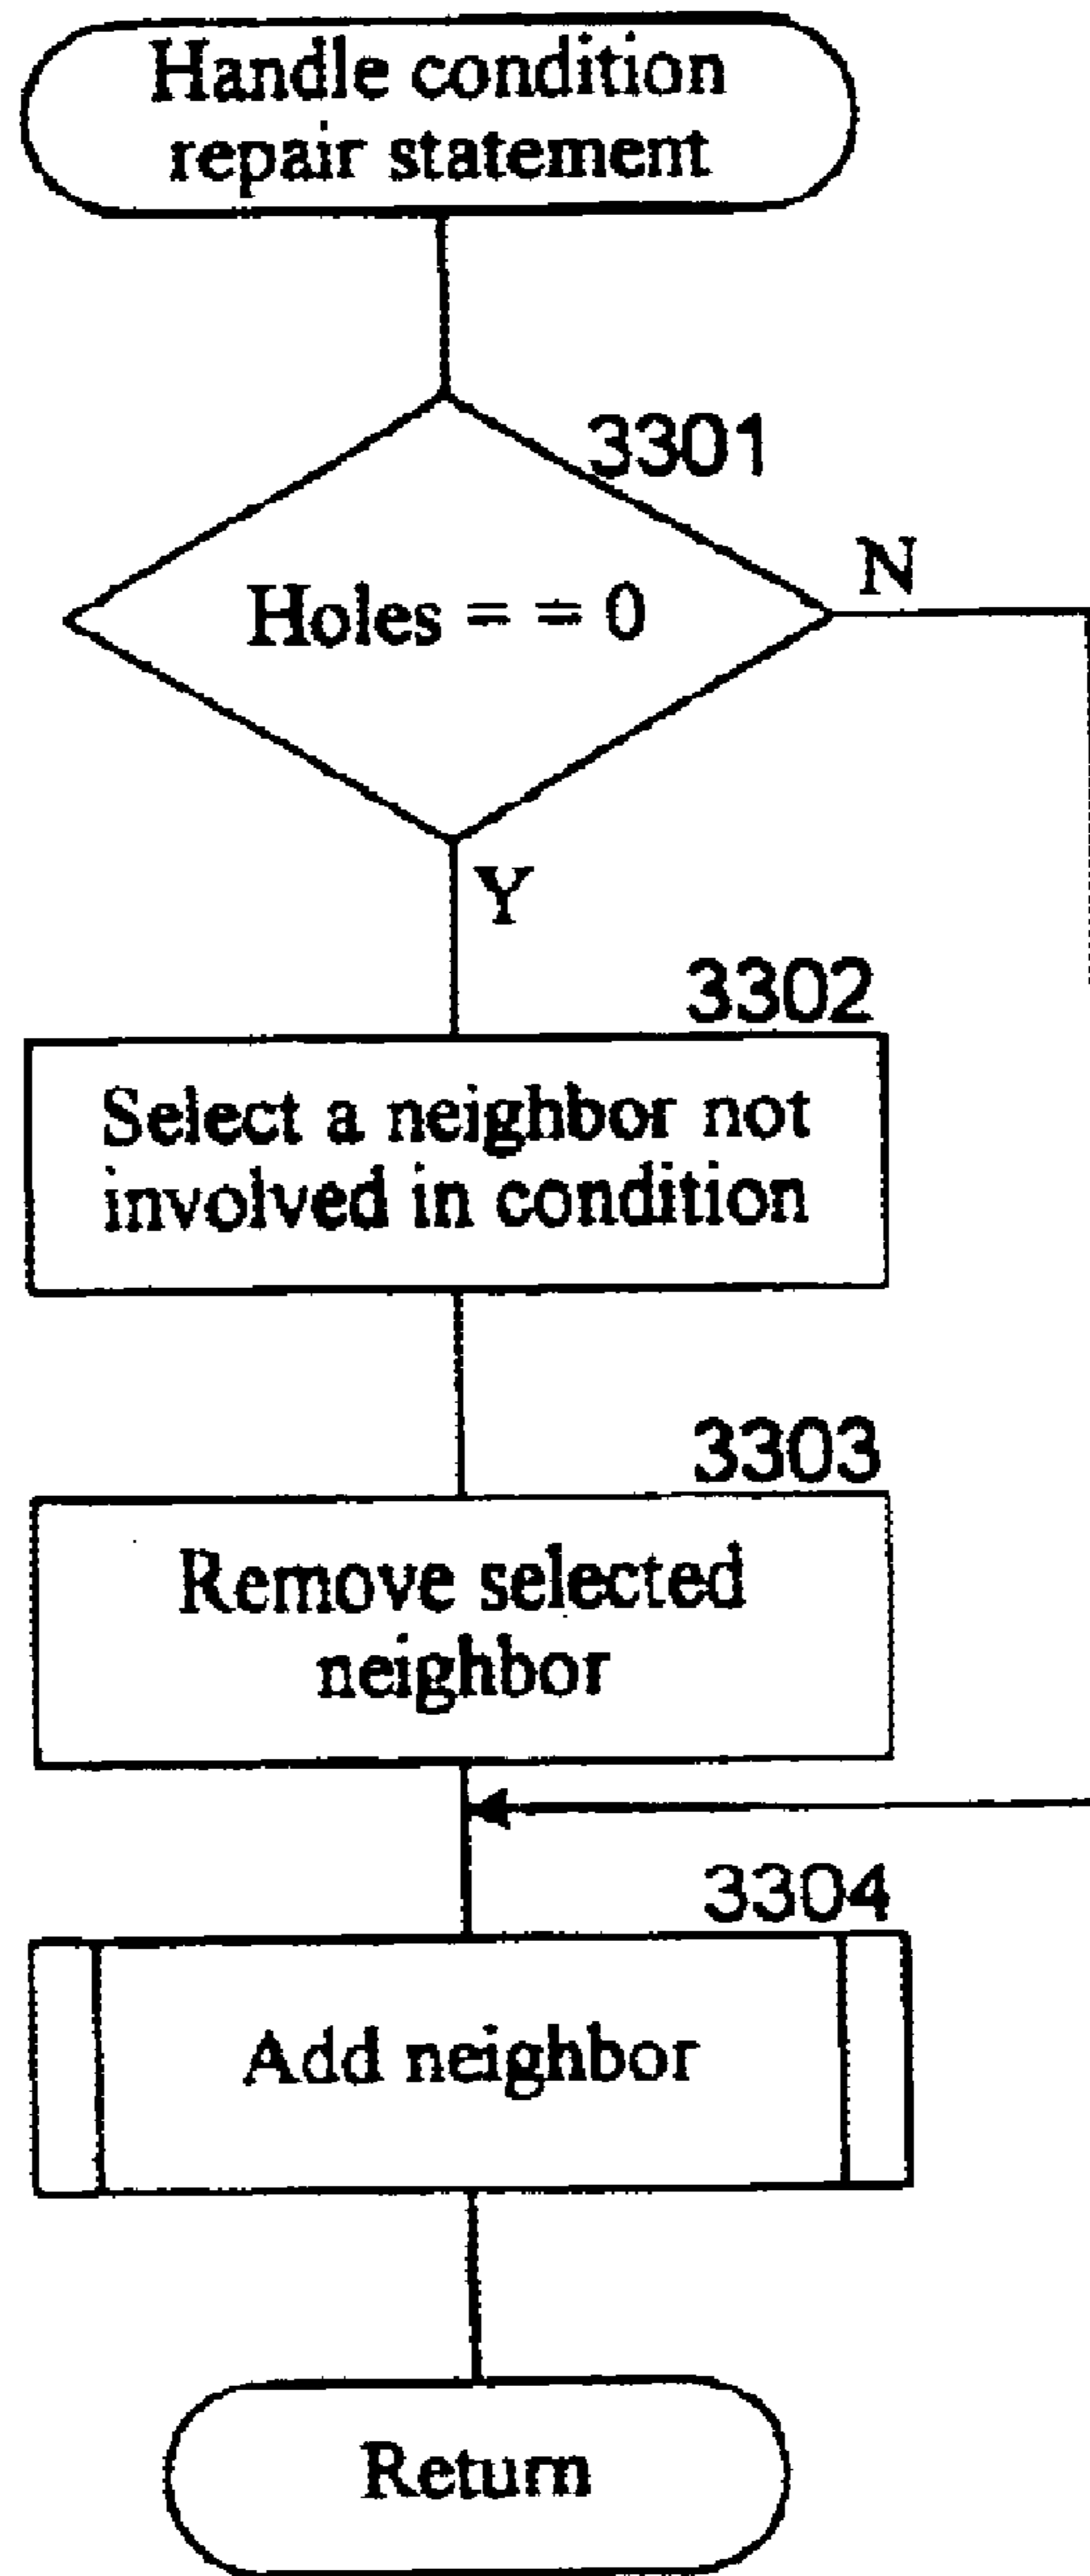 Handle condition
repair statement
3301
N
Holes = = 0
Y
3302
Select a neighbor not
involved in condition
3303
Remove selected
neighbor
3304
Add neighbor
Return